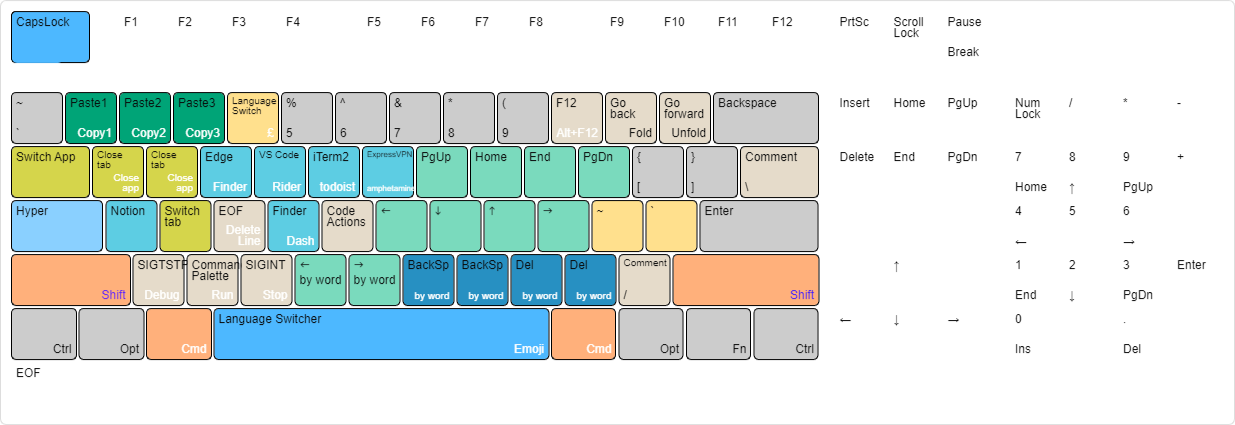 CapsLock F1 F2 F3 F4 F5 F6 F7 F8 F9 F10 F11 F12 PrtSc Scroll Lock Pause
Break
~ Paste1 Paste2 Paste3 Language Switch % ^ & * ( F12 Go back Go forward Backspace Insert Home PgUp Num Lock / * -
` Copy1 Copy2 Copy3 £ 5 6 7 8 9 Alt+F12 Fold Unfold
Switch App Close tab Close tab Edge VS Code iTerm2 ExpressVPN PgUp Home End PgDn { } Comment Delete End PgDn 7 8 9 +
Close app Close app Finder Rider todoist amphetamine [ ] \ Home ↑ PgUp
Hyper Notion Switch tab EOF Finder Code Actions ← ↓ ↑ → ~ ` Enter 4 5 6
Delete Line Dash ← →
SIGTSTP Command Palette SIGINT ← by word → by word BackSp BackSp Del Del Comment ↑ 1 2 3 Enter
Shift Debug Run Stop by word by word by word by word / Shift End ↓ PgDn
Language Switcher ← ↓ → 0 .
Ctrl Opt Cmd Emoji Cmd Opt Fn Ctrl Ins Del
EOF